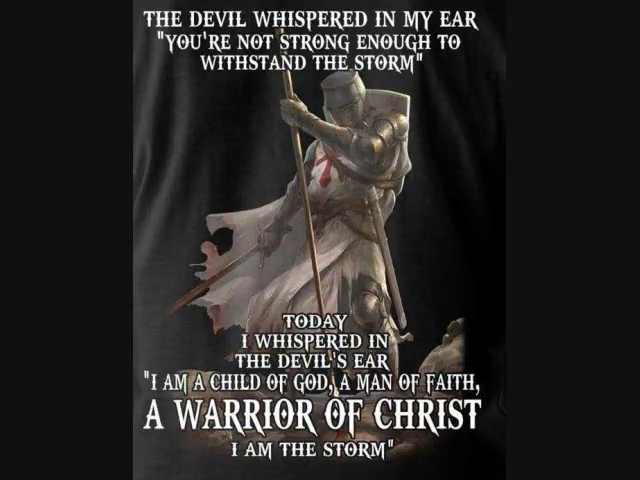 THE DEVIL WHISPERED IN MY EAR
"YOU'RE NOT STRONG ENOUGH TO
WITHSTAND THE STORM"
TODAY
I WHISPERED IN
THE DEVIL'S EAR
"I AM A CHILD OF GOD, A MAN OF FAITH,
A WARRIOR OF CHRIST
I AM THE STORM"